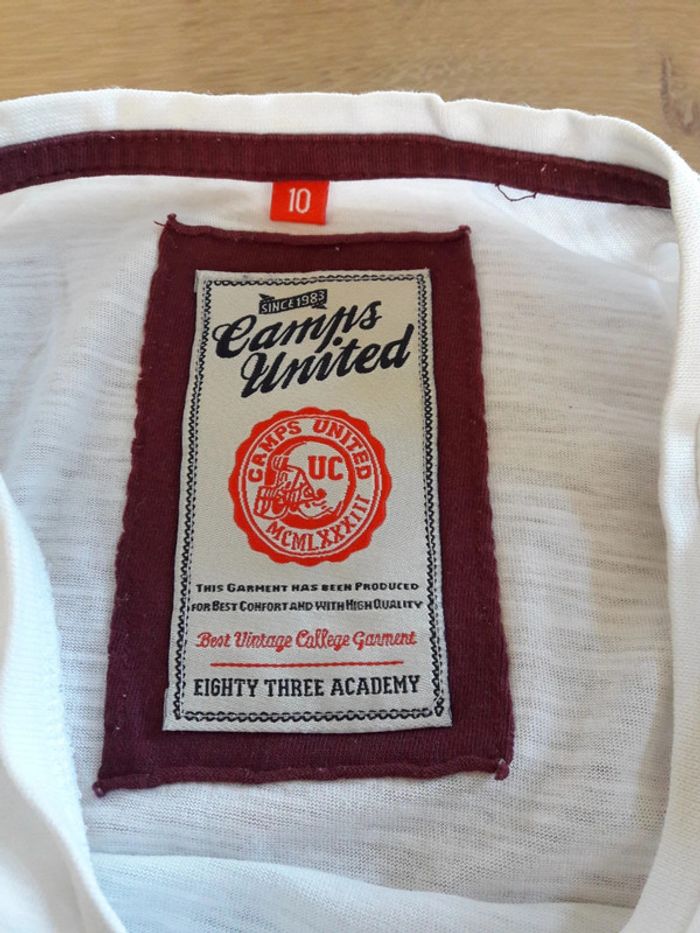 10
SINCE 1983
Camps
United
CAMPS UNITED
UC
MCMLXXXIII
THIS GARMENT HAS BEEN PRODUCED
FOR BEST CONFORT AND WITH HIGH QUALITY
Best Vintage College Garment
EIGHTY THREE ACADEMY